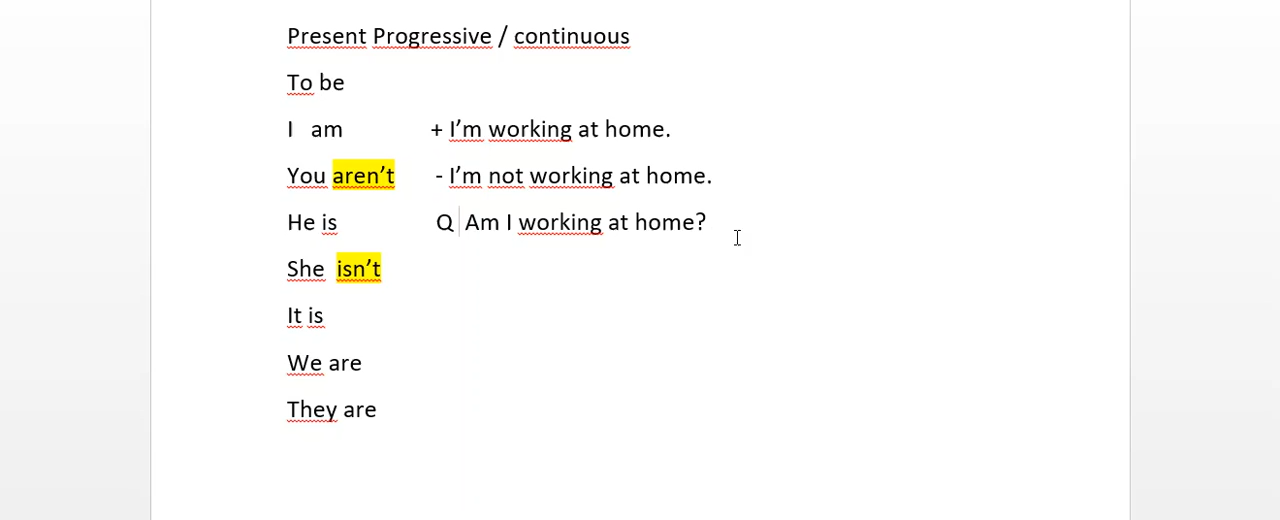 Present Progressive / continuous
To be
I am + I’m working at home.
You aren’t - I’m not working at home.
He is Q Am I working at home?
She isn’t
It is
We are
They are